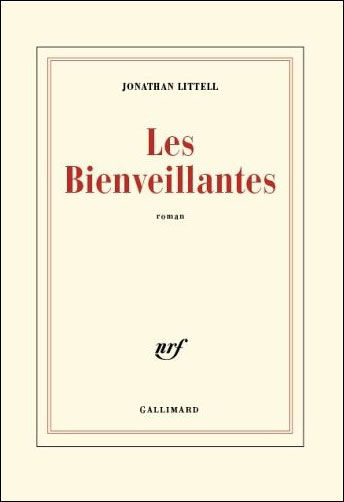 JONATHAN LITTELL
Les
Bienveillantes
roman
nrf
GALLIMARD